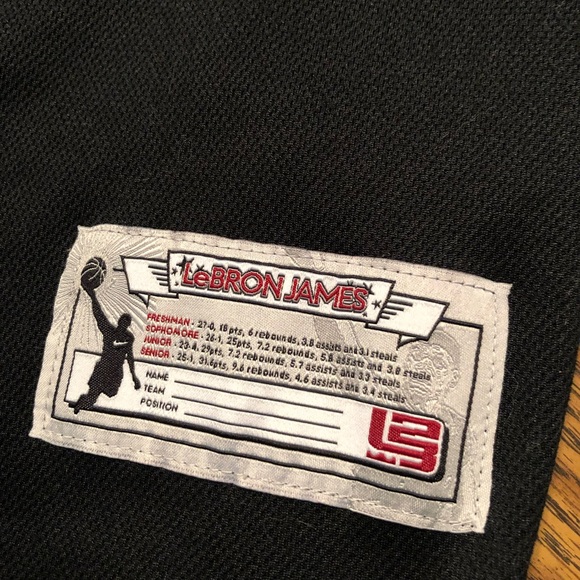 LeBRON JAMES
FRESHMAN - 27-0, 18 pts, 6 rebounds, 3.8 assists and 3.1 steals
SOPHOMORE - 26-1, 25pts, 7.2 rebounds, 5.8 assists and 3.8 steals
JUNIOR - 23-4, 29pts, 7.2 rebounds, 5.7 assists and 3.3 steals
SENIOR - 25-1, 31.6pts, 9.6 rebounds, 4.6 assists and 3.4 steals
NAME
TEAM
POSITION
L23